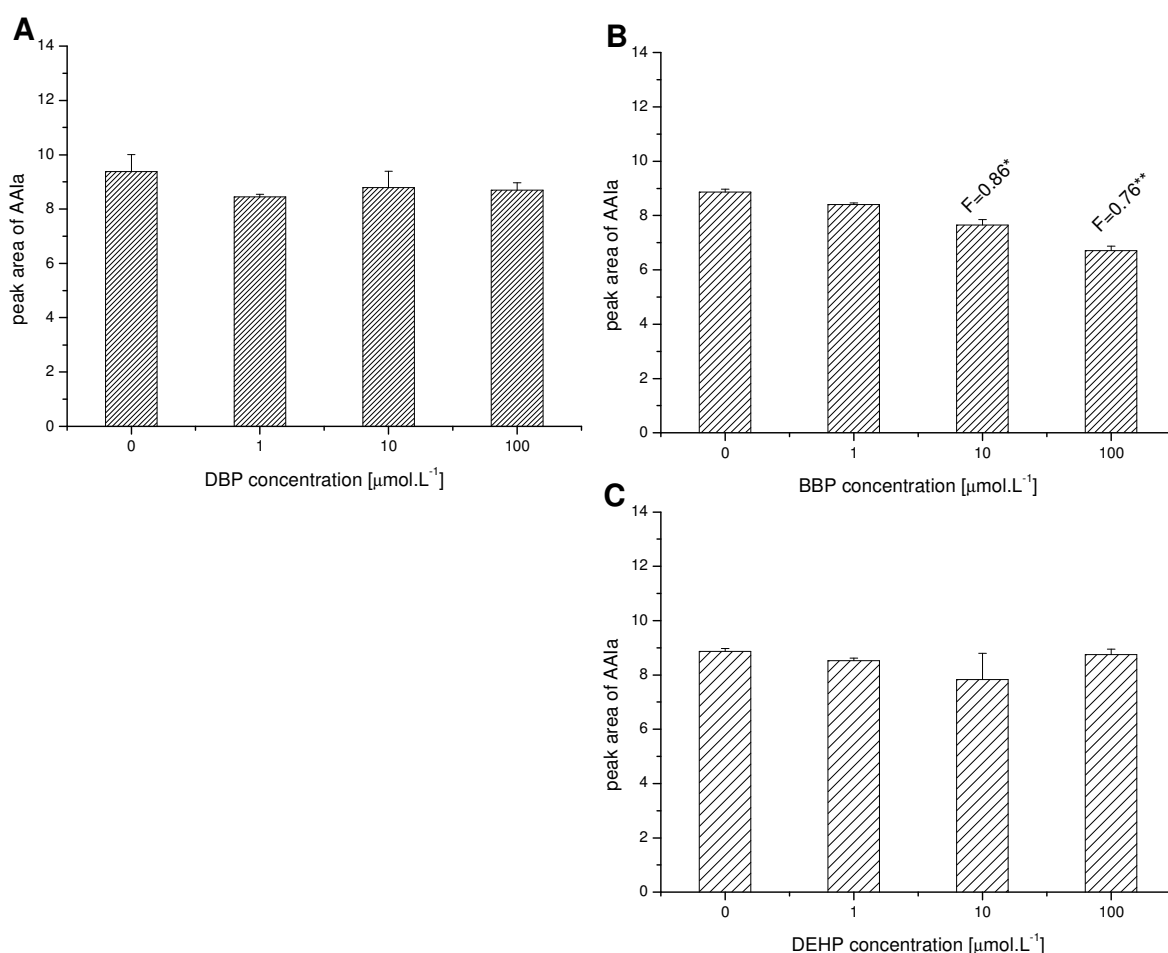 A
14
12
10
8
6
4
2
0
peak area of AAIa
0 1 10 100
DBP concentration [μmol.L⁻¹]
B
14
12
10
8
6
4
2
0
peak area of AAIa
F=0.86*
F=0.76**
0 1 10 100
BBP concentration [μmol.L⁻¹]
C
14
12
10
8
6
4
2
0
peak area of AAIa
0 1 10 100
DEHP concentration [μmol.L⁻¹]